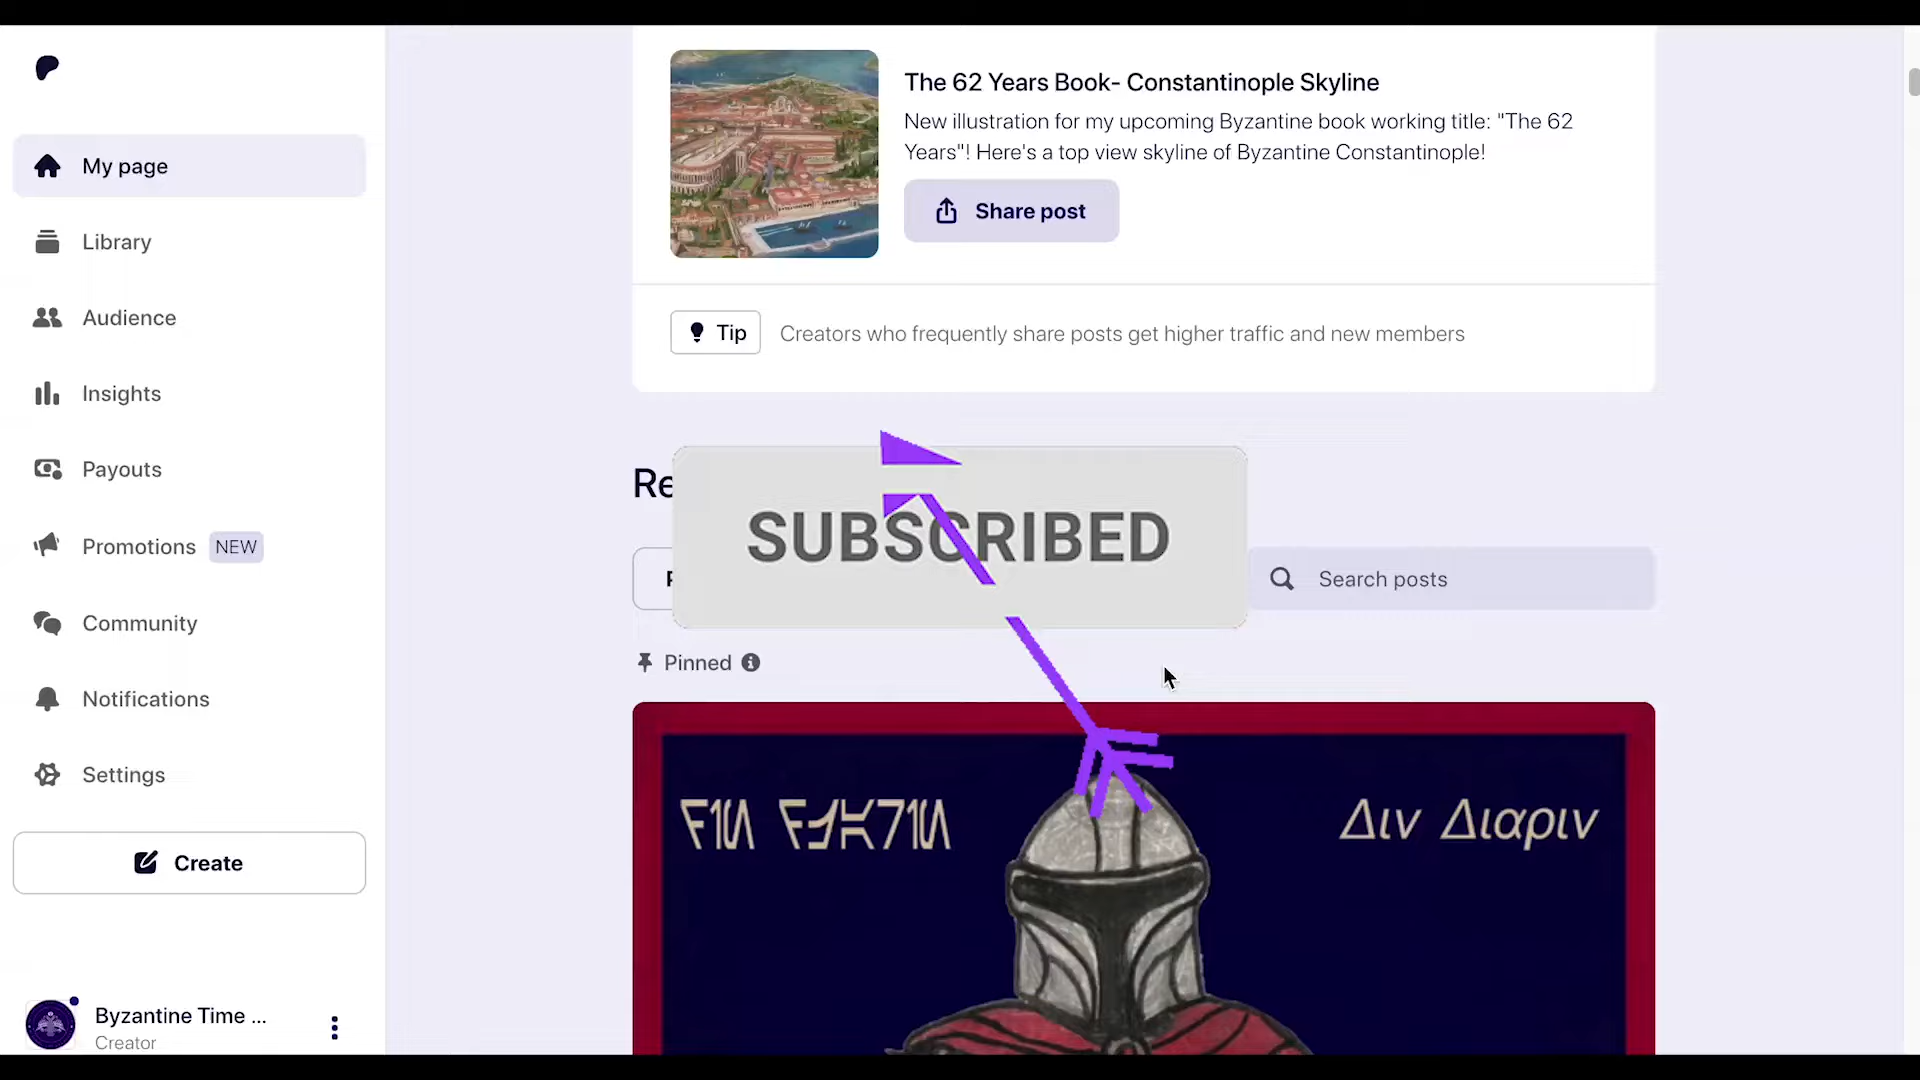 My page
Library
Audience
Insights
Payouts
Promotions NEW
Community
Notifications
Settings
Create
Byzantine Time ...
Creator
The 62 Years Book- Constantinople Skyline
New illustration for my upcoming Byzantine book working title: "The 62
Years"! Here's a top view skyline of Byzantine Constantinople!
Share post
Tip Creators who frequently share posts get higher traffic and new members
SUBSCRIBED
Search posts
Pinned
Διν Διαριν